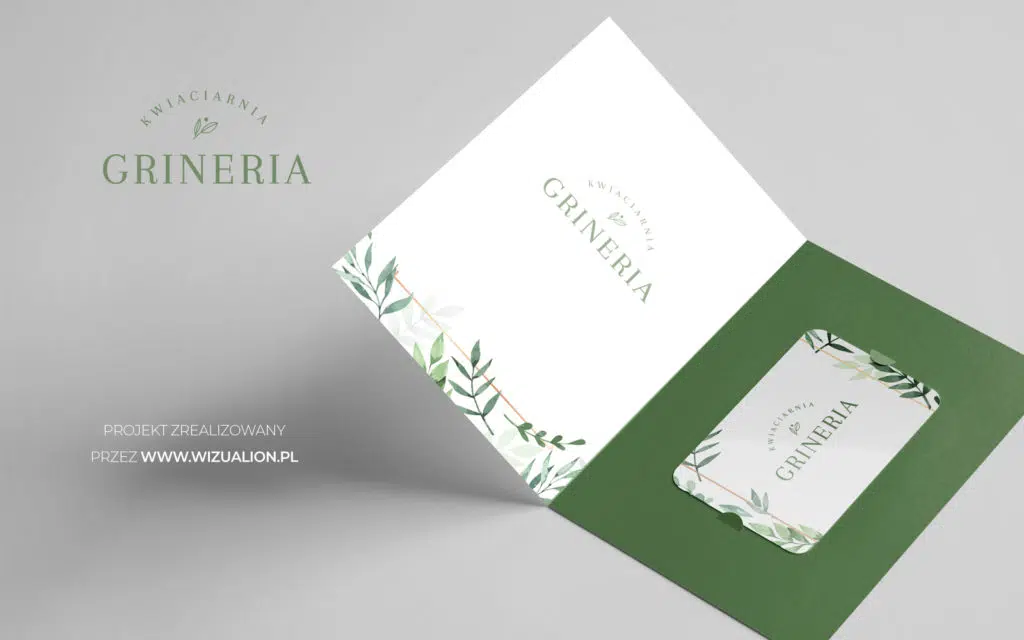 KWIACIARNIA
GRINERIA
PROJEKT ZREALIZOWANY
PRZEZ WWW.WIZUALION.PL
KWIACIARNIA
GRINERIA
KWIACIARNIA
GRINERIA